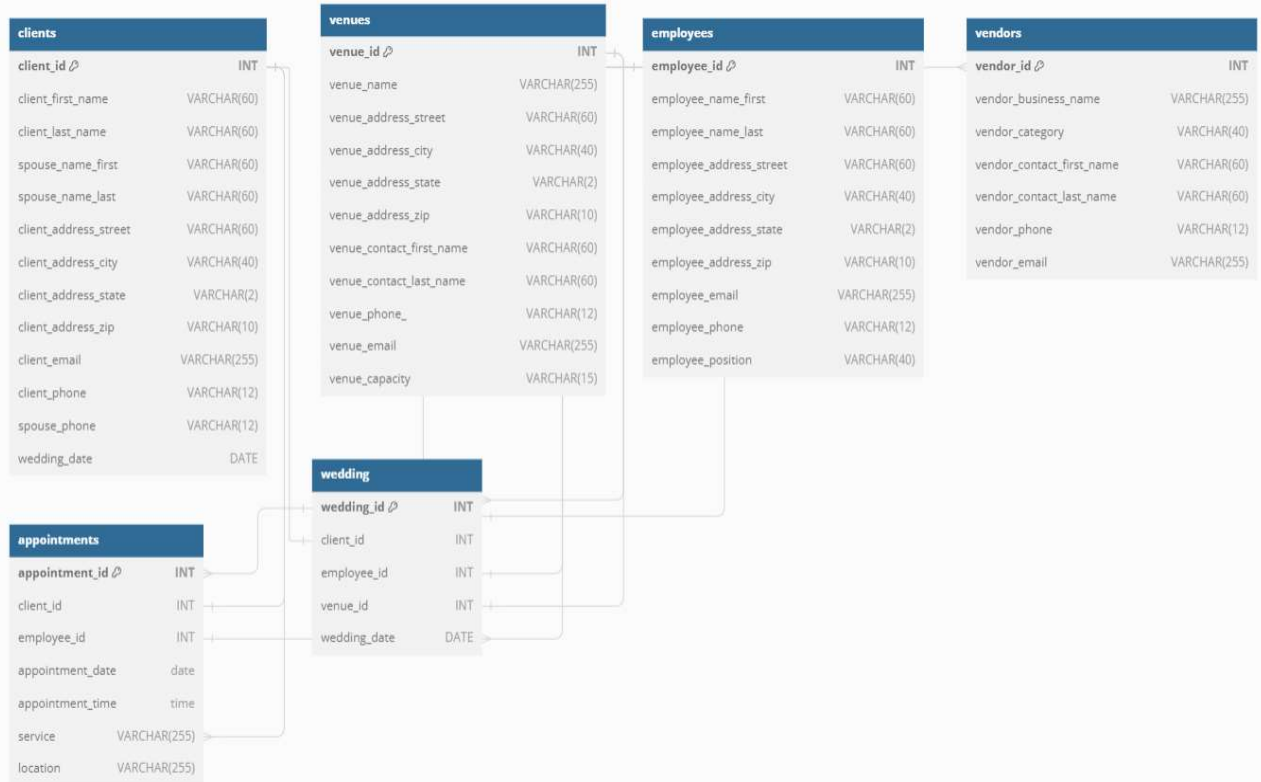 clients
client_id INT
client_first_name VARCHAR(60)
client_last_name VARCHAR(60)
spouse_name_first VARCHAR(60)
spouse_name_last VARCHAR(60)
client_address_street VARCHAR(60)
client_address_city VARCHAR(40)
client_address_state VARCHAR(2)
client_address_zip VARCHAR(10)
client_email VARCHAR(255)
client_phone VARCHAR(12)
spouse_phone VARCHAR(12)
wedding_date DATE
venues
venue_id INT
venue_name VARCHAR(255)
venue_address_street VARCHAR(60)
venue_address_city VARCHAR(40)
venue_address_state VARCHAR(2)
venue_address_zip VARCHAR(10)
venue_contact_first_name VARCHAR(60)
venue_contact_last_name VARCHAR(60)
venue_phone_ VARCHAR(12)
venue_email VARCHAR(255)
venue_capacity VARCHAR(15)
employees
employee_id INT
employee_name_first VARCHAR(60)
employee_name_last VARCHAR(60)
employee_address_street VARCHAR(60)
employee_address_city VARCHAR(40)
employee_address_state VARCHAR(2)
employee_address_zip VARCHAR(10)
employee_email VARCHAR(255)
employee_phone VARCHAR(12)
employee_position VARCHAR(40)
vendors
vendor_id INT
vendor_business_name VARCHAR(255)
vendor_category VARCHAR(40)
vendor_contact_first_name VARCHAR(60)
vendor_contact_last_name VARCHAR(60)
vendor_phone VARCHAR(12)
vendor_email VARCHAR(255)
wedding
wedding_id INT
client_id INT
employee_id INT
venue_id INT
wedding_date DATE
appointments
appointment_id INT
client_id INT
employee_id INT
appointment_date date
appointment_time time
service VARCHAR(255)
location VARCHAR(255)